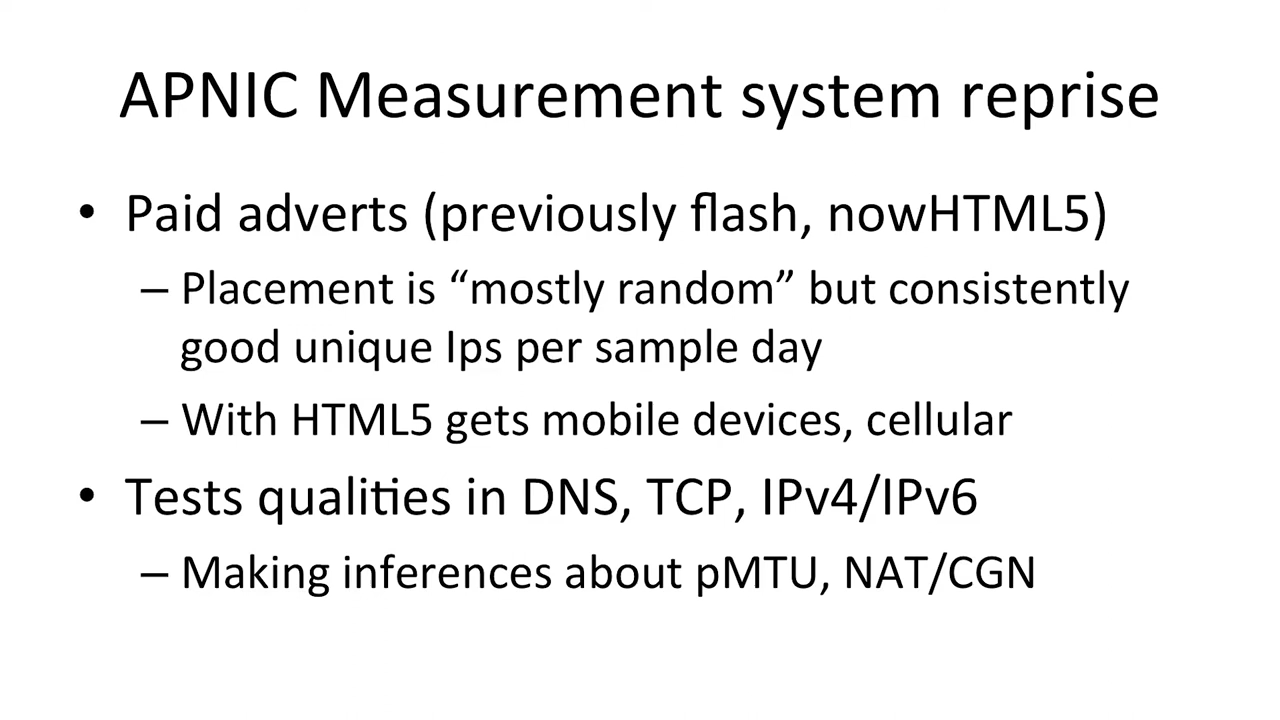 APNIC Measurement system reprise
• Paid adverts (previously flash, nowHTML5)
– Placement is “mostly random” but consistently
good unique Ips per sample day
– With HTML5 gets mobile devices, cellular
• Tests qualities in DNS, TCP, IPv4/IPv6
– Making inferences about pMTU, NAT/CGN